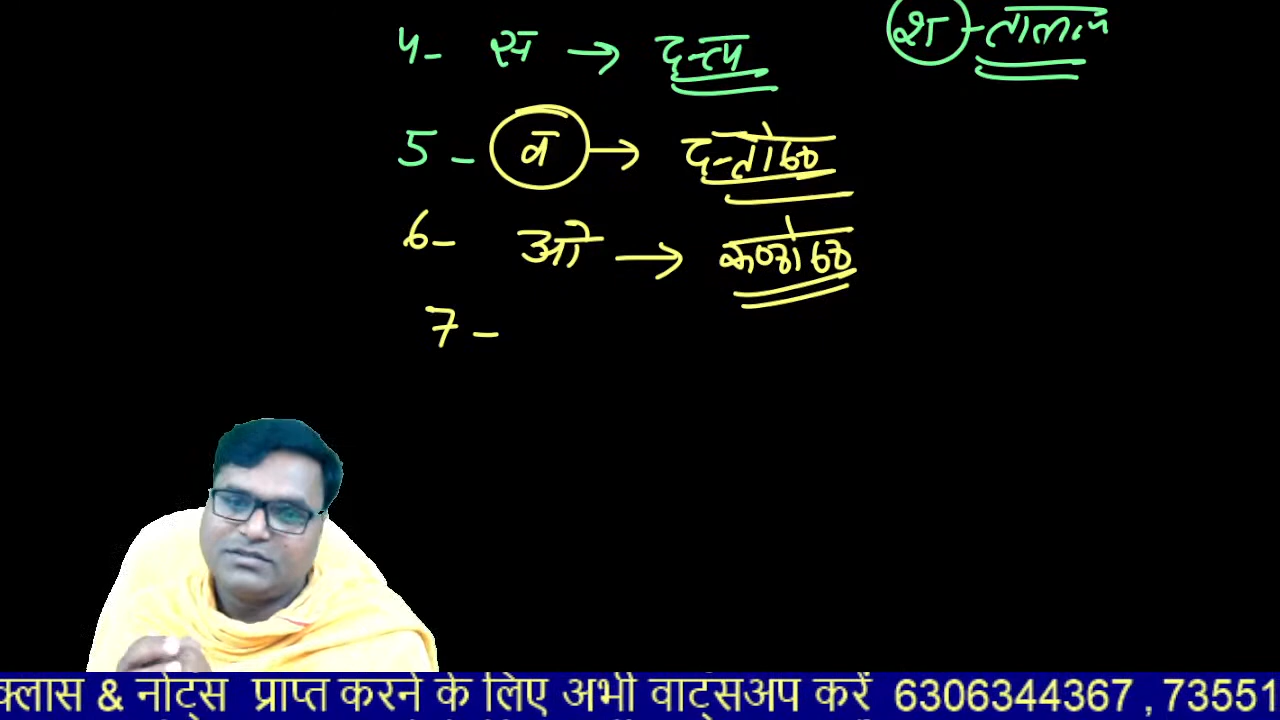 4- स → दन्त्य श - तालव्य
5- व → दन्तोष्ठ
6- ओ → कण्ठोष्ठ
7-
क्लास & नोट्स प्राप्त करने के लिए अभी वाट्सअप करें 6306344367 , 73551